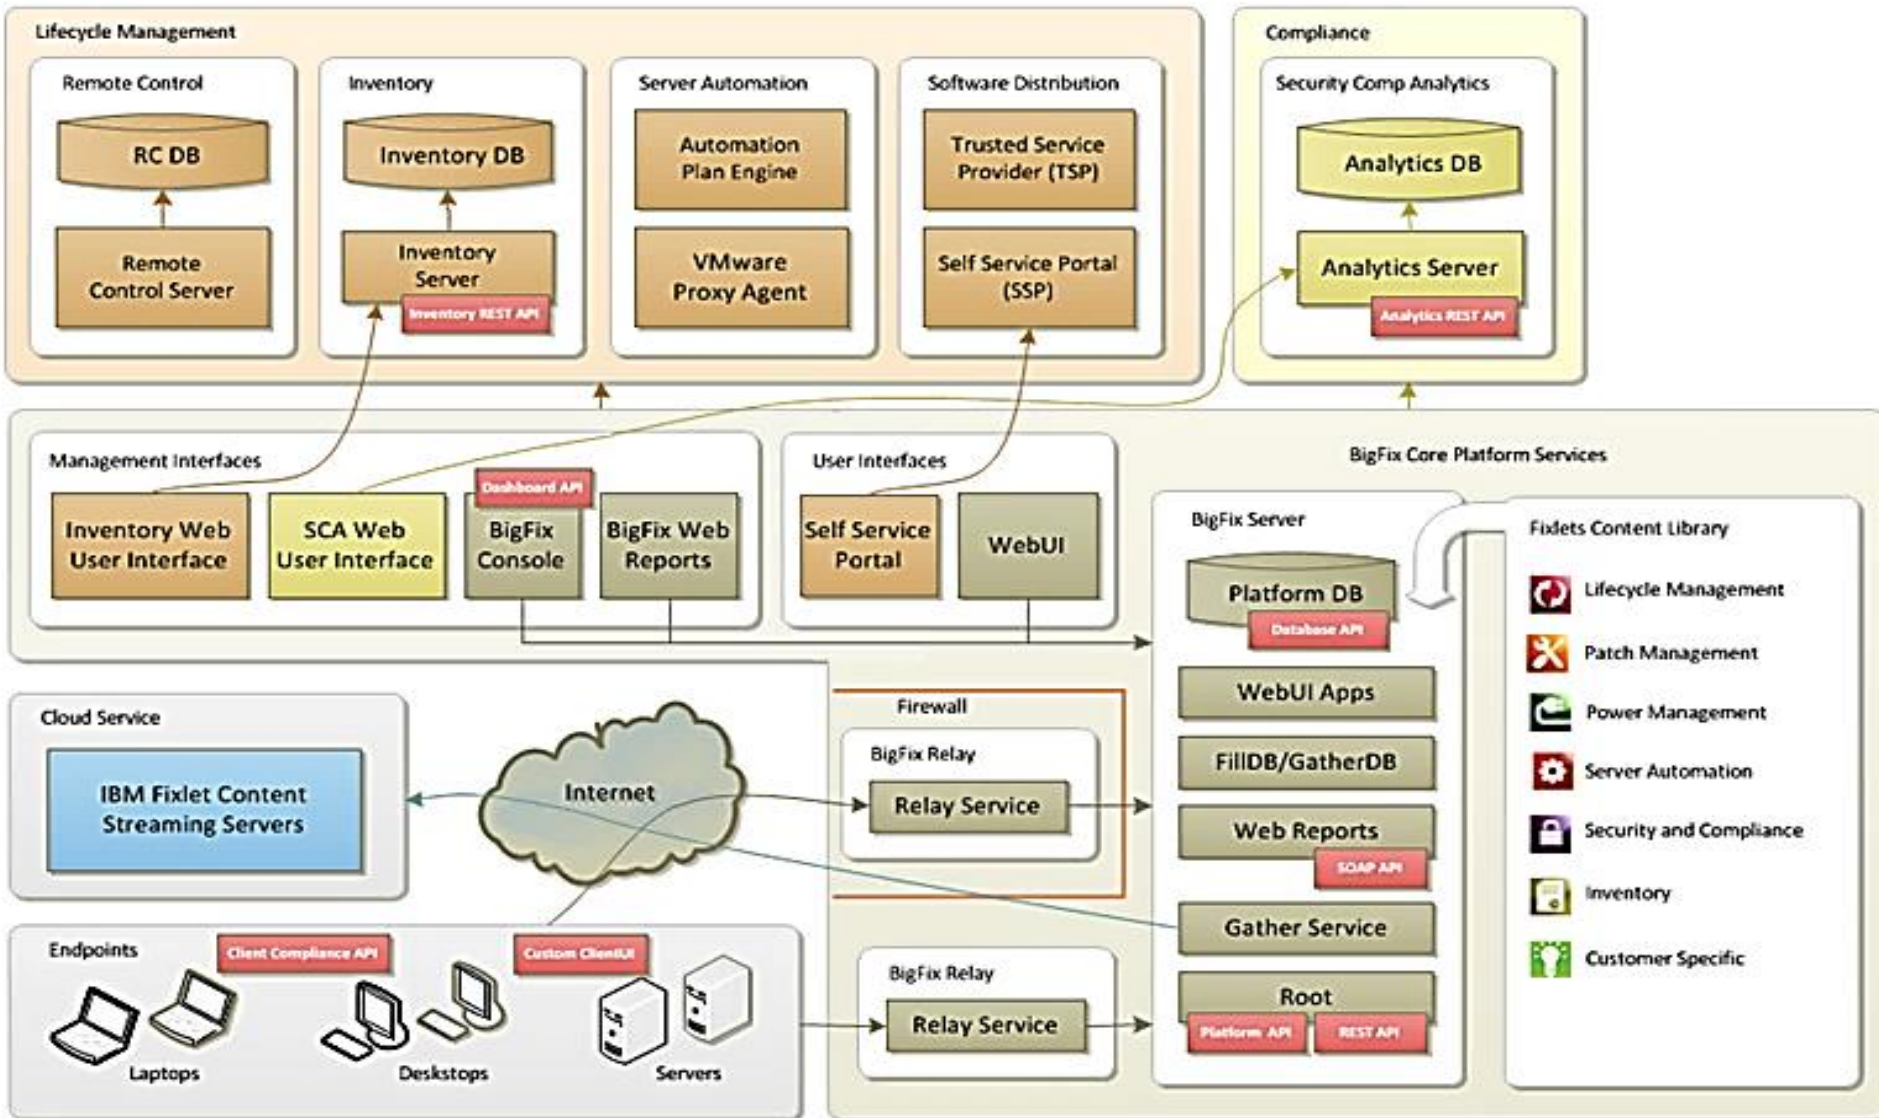 Lifecycle Management
Remote Control
RC DB
Remote
Control Server
Inventory
Inventory DB
Inventory
Server
Inventory REST API
Server Automation
Automation
Plan Engine
VMware
Proxy Agent
Software Distribution
Trusted Service
Provider (TSP)
Self Service Portal
(SSP)
Compliance
Security Comp Analytics
Analytics DB
Analytics Server
Analytics REST API
Management Interfaces
Inventory Web
User Interface
SCA Web
User Interface
Dashboard API
BigFix
Console
BigFix Web
Reports
User Interfaces
Self Service
Portal
WebUI
BigFix Core Platform Services
BigFix Server
Platform DB
Database API
WebUI Apps
FillDB/GatherDB
Web Reports
SOAP API
Gather Service
Root
Platform API
REST API
Fixlets Content Library
Lifecycle Management
Patch Management
Power Management
Server Automation
Security and Compliance
Inventory
Customer Specific
Cloud Service
IBM Fixlet Content
Streaming Servers
Internet
Firewall
BigFix Relay
Relay Service
Endpoints
Client Compliance API
Custom ClientUI
Laptops
Deskstops
Servers
BigFix Relay
Relay Service